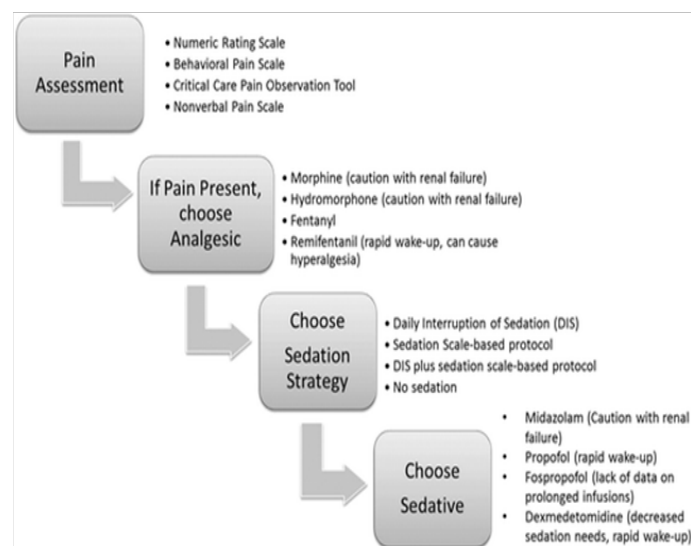 Pain
Assessment
• Numeric Rating Scale
• Behavioral Pain Scale
• Critical Care Pain Observation Tool
• Nonverbal Pain Scale
If Pain Present,
choose
Analgesic
• Morphine (caution with renal failure)
• Hydromorphone (caution with renal failure)
• Fentanyl
• Remifentanil (rapid wake-up, can cause
hyperalgesia)
Choose
Sedation
Strategy
• Daily Interruption of Sedation (DIS)
• Sedation Scale-based protocol
• DIS plus sedation scale-based protocol
• No sedation
Choose
Sedative
• Midazolam (Caution with renal
failure)
• Propofol (rapid wake-up)
• Fospropofol (lack of data on
prolonged infusions)
• Dexmedetomidine (decreased
sedation needs, rapid wake-up)